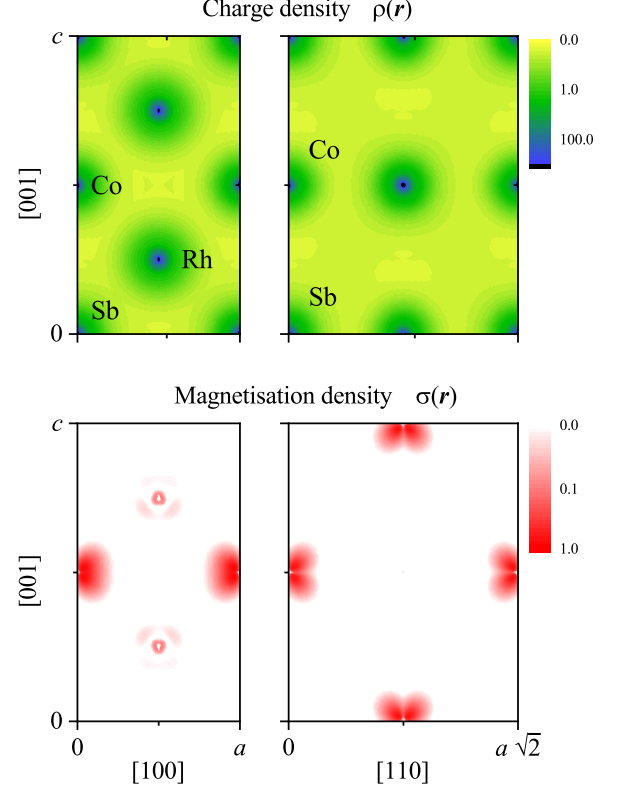 Charge density ρ(r)
c
0.0
1.0
100.0
[001]
Co
Co
Rh
Sb
Sb
0
Magnetisation density σ(r)
c
0.0
0.1
1.0
[001]
0
0
a
0
a √2
[100]
[110]